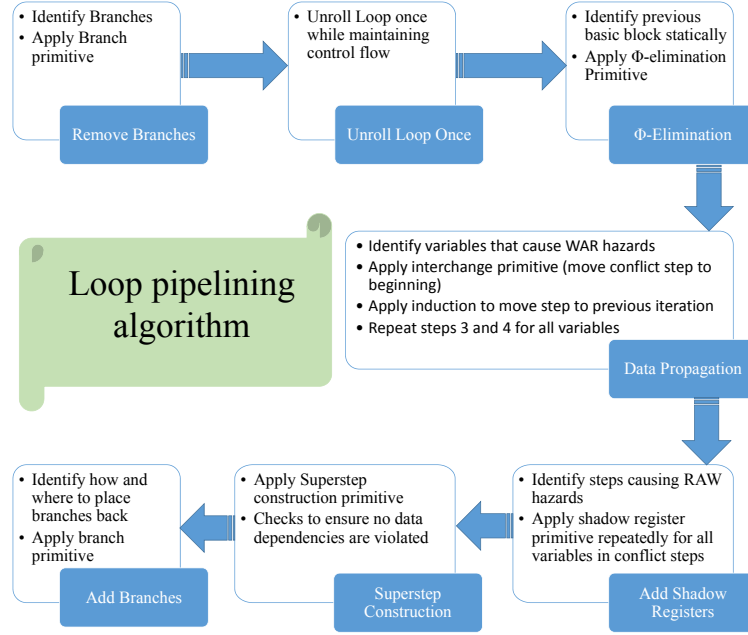 • Identify Branches
• Apply Branch
primitive
Remove Branches
• Unroll Loop once
while maintaining
control flow
Unroll Loop Once
• Identify previous
basic block statically
• Apply Φ-elimination
Primitive
Φ-Elimination
Loop pipelining
algorithm
• Identify variables that cause WAR hazards
• Apply interchange primitive (move conflict step to
beginning)
• Apply induction to move step to previous iteration
• Repeat steps 3 and 4 for all variables
Data Propagation
• Identify how and
where to place
branches back
• Apply branch
primitive
Add Branches
• Apply Superstep
construction primitive
• Checks to ensure no data
dependencies are violated
Superstep
Construction
• Identify steps causing RAW
hazards
• Apply shadow register
primitive repeatedly for all
variables in conflict steps
Add Shadow
Registers